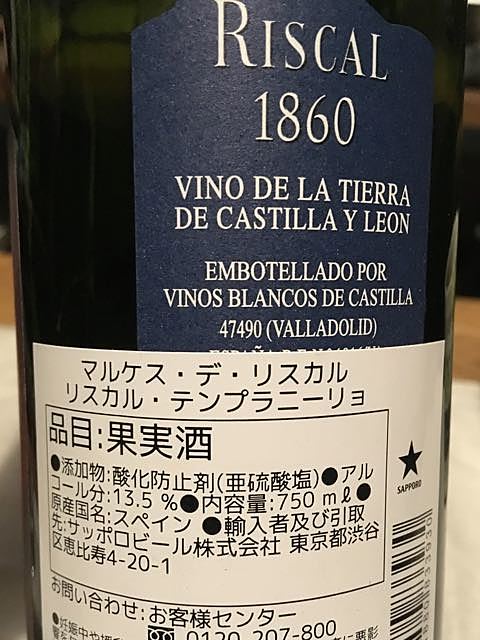 RISCAL
1860
VINO DE LA TIERRA
DE CASTILLA Y LEON
EMBOTELLADO POR
VINOS BLANCOS DE CASTILLA
47490 (VALLADOLID)
マルケス・デ・リスカル
リスカル・テンプラニーリョ
品目:果実酒
●添加物:酸化防止剤(亜硫酸塩)●アル
コール分:13.5 %●内容量:750 mℓ●
原産国名:スペイン ●輸入者及び引取
先:サッポロビール株式会社 東京都渋谷
区恵比寿4-20-1
SAPPORO
お問い合わせ:お客様センター
0120-207-800